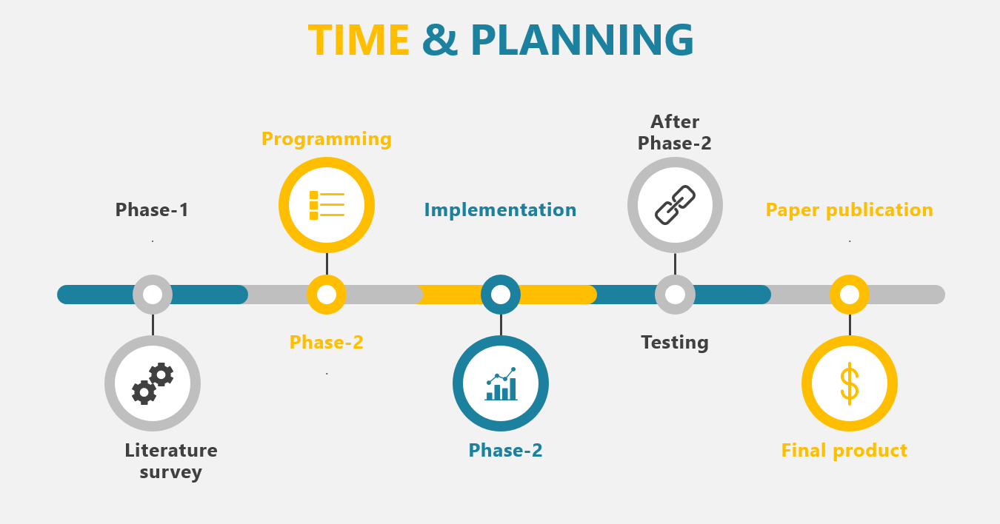 TIME & PLANNING
Phase-1
.
Literature
survey
Programming
Phase-2
.
Implementation
Phase-2
After
Phase-2
Testing
Paper publication
.
Final product